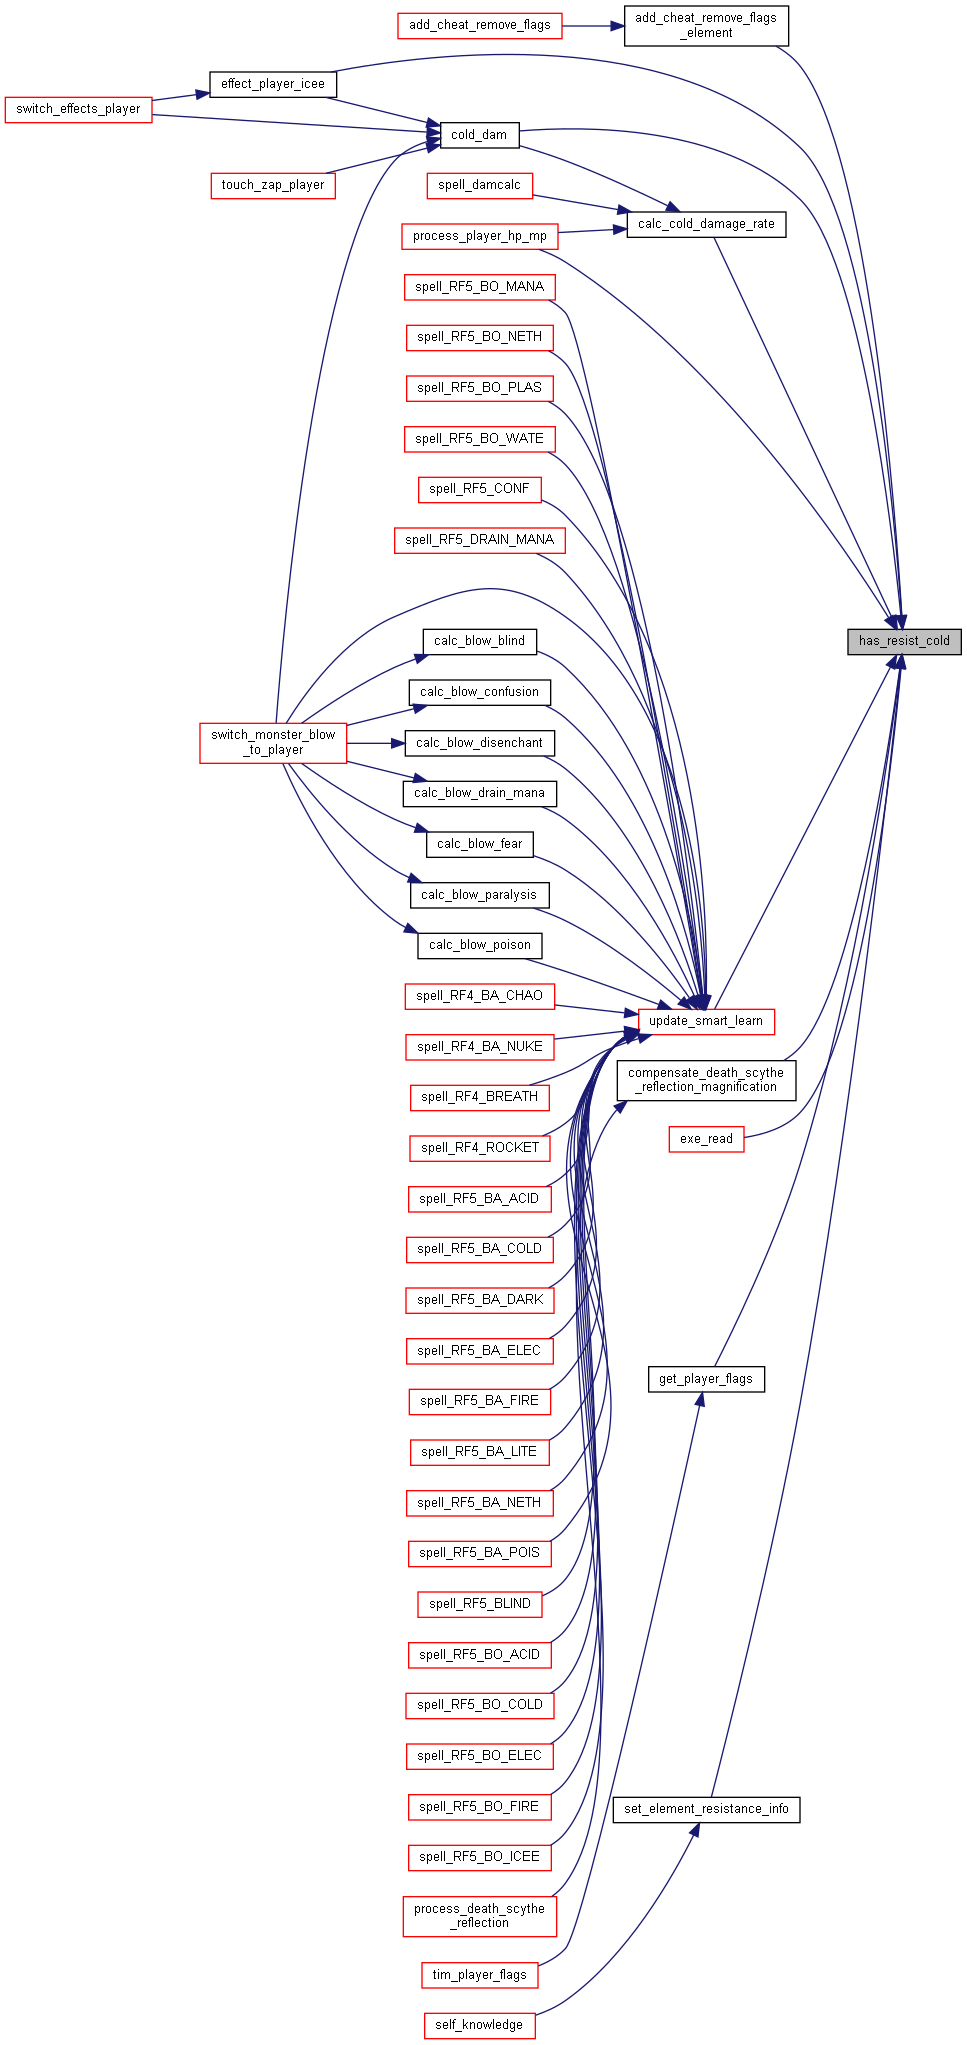 add_cheat_remove_flags
add_cheat_remove_flags
_element
effect_player_icee
switch_effects_player
cold_dam
touch_zap_player
spell_damcalc
calc_cold_damage_rate
process_player_hp_mp
spell_RF5_BO_MANA
spell_RF5_BO_NETH
spell_RF5_BO_PLAS
spell_RF5_BO_WATE
spell_RF5_CONF
spell_RF5_DRAIN_MANA
calc_blow_blind
has_resist_cold
calc_blow_confusion
switch_monster_blow
_to_player
calc_blow_disenchant
calc_blow_drain_mana
calc_blow_fear
calc_blow_paralysis
calc_blow_poison
spell_RF4_BA_CHAO
update_smart_learn
spell_RF4_BA_NUKE
compensate_death_scythe
_reflection_magnification
spell_RF4_BREATH
exe_read
spell_RF4_ROCKET
spell_RF5_BA_ACID
spell_RF5_BA_COLD
spell_RF5_BA_DARK
spell_RF5_BA_ELEC
get_player_flags
spell_RF5_BA_FIRE
spell_RF5_BA_LITE
spell_RF5_BA_NETH
spell_RF5_BA_POIS
spell_RF5_BLIND
spell_RF5_BO_ACID
spell_RF5_BO_COLD
spell_RF5_BO_ELEC
spell_RF5_BO_FIRE
set_element_resistance_info
spell_RF5_BO_ICEE
process_death_scythe
_reflection
tim_player_flags
self_knowledge